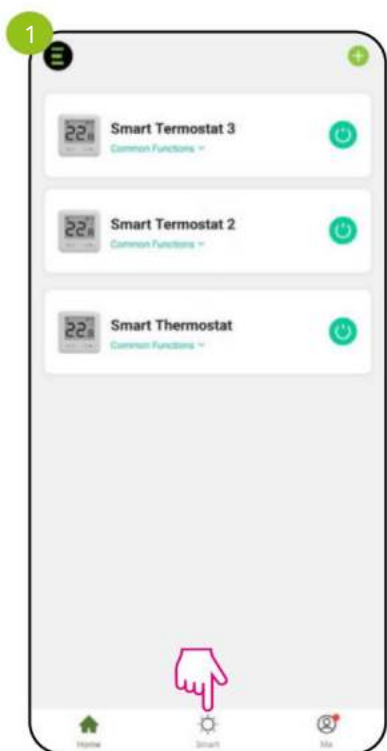 1
Smart Termostat 3
Common Functions
Smart Termostat 2
Common Functions
Smart Thermostat
Common Functions
Home
Smart
Me